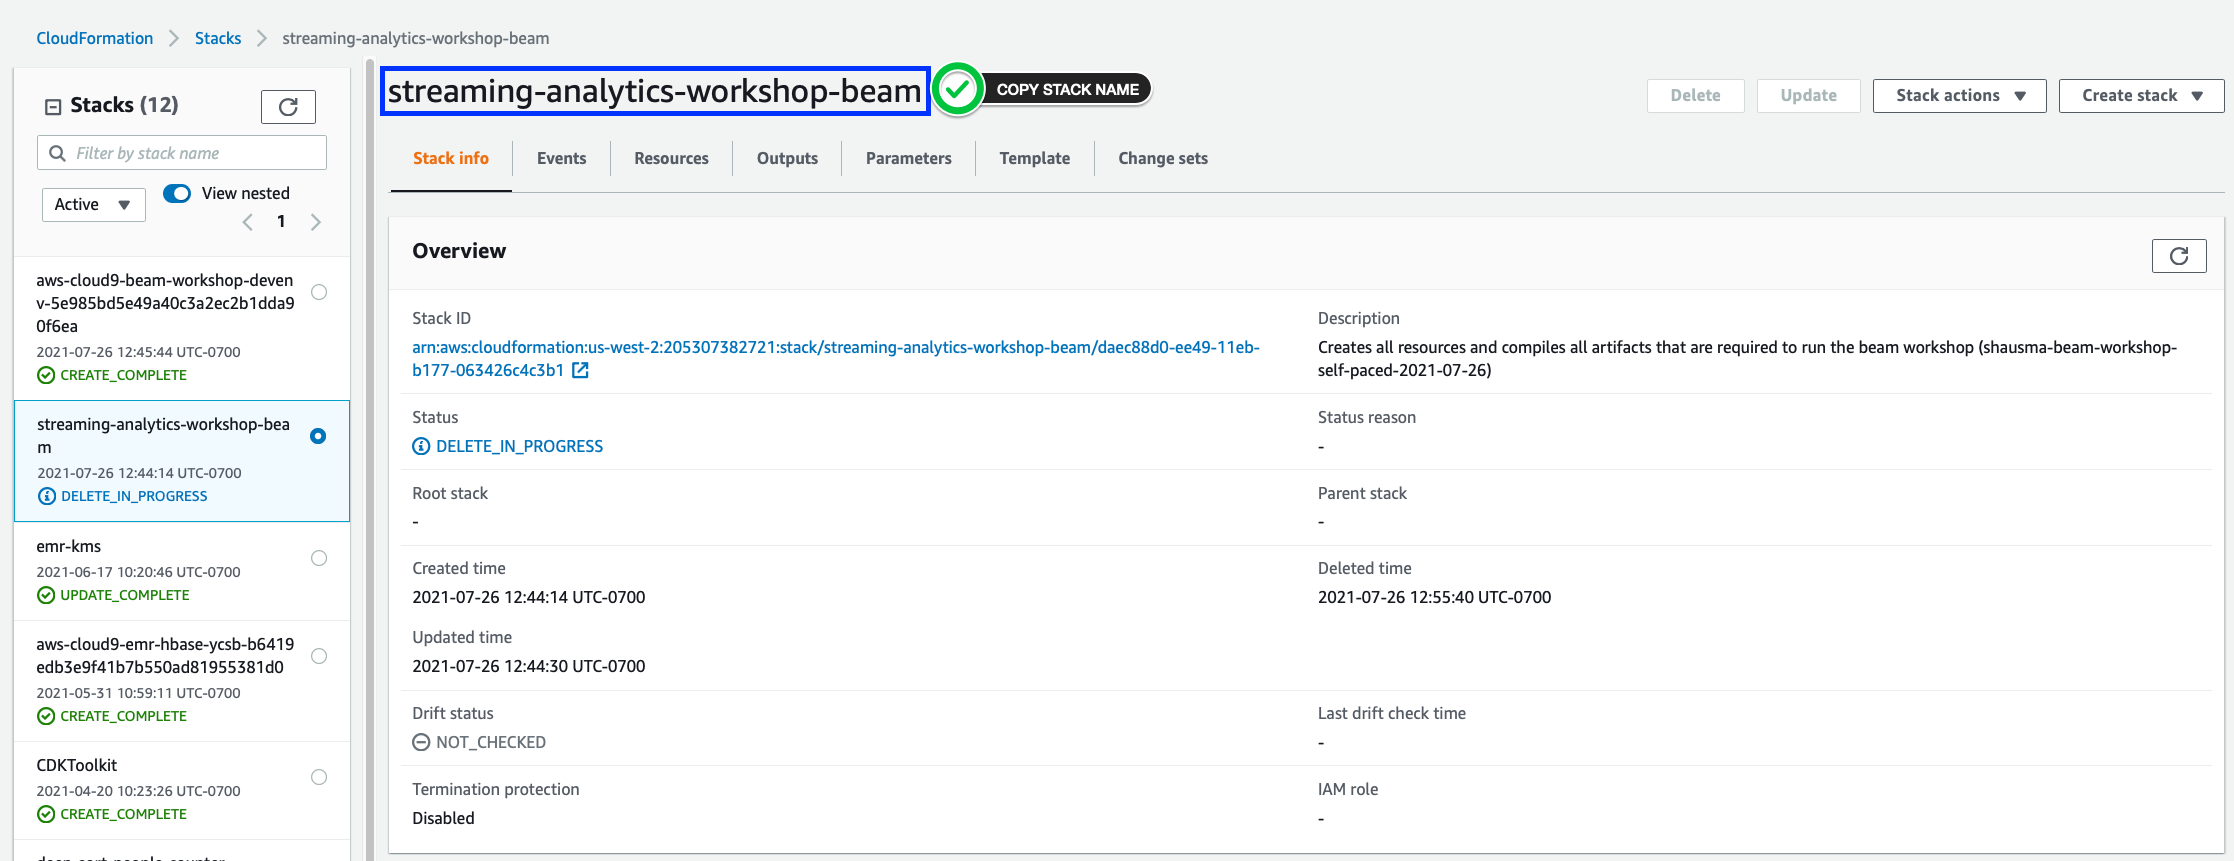 CloudFormation > Stacks > streaming-analytics-workshop-beam
Stacks (12)
Filter by stack name
Active
View nested
1
aws-cloud9-beam-workshop-deven
v-5e985bd5e49a40c3a2ec2b1dda9
0f6ea
2021-07-26 12:45:44 UTC-0700
CREATE_COMPLETE
streaming-analytics-workshop-bea
m
2021-07-26 12:44:14 UTC-0700
DELETE_IN_PROGRESS
emr-kms
2021-06-17 10:20:46 UTC-0700
UPDATE_COMPLETE
aws-cloud9-emr-hbase-ycsb-b6419
edb3e9f41b7b550ad81955381d0
2021-05-31 10:59:11 UTC-0700
CREATE_COMPLETE
CDKToolkit
2021-04-20 10:23:26 UTC-0700
CREATE_COMPLETE
streaming-analytics-workshop-beam
COPY STACK NAME
Delete
Update
Stack actions
Create stack
Stack info
Events
Resources
Outputs
Parameters
Template
Change sets
Overview
Stack ID
arn:aws:cloudformation:us-west-2:205307382721:stack/streaming-analytics-workshop-beam/daec88d0-ee49-11eb-
b177-063426c4c3b1
Description
Creates all resources and compiles all artifacts that are required to run the beam workshop (shausma-beam-workshop-
self-paced-2021-07-26)
Status
DELETE_IN_PROGRESS
Status reason
-
Root stack
-
Parent stack
-
Created time
2021-07-26 12:44:14 UTC-0700
Deleted time
2021-07-26 12:55:40 UTC-0700
Updated time
2021-07-26 12:44:30 UTC-0700
Drift status
NOT_CHECKED
Last drift check time
-
Termination protection
Disabled
IAM role
-